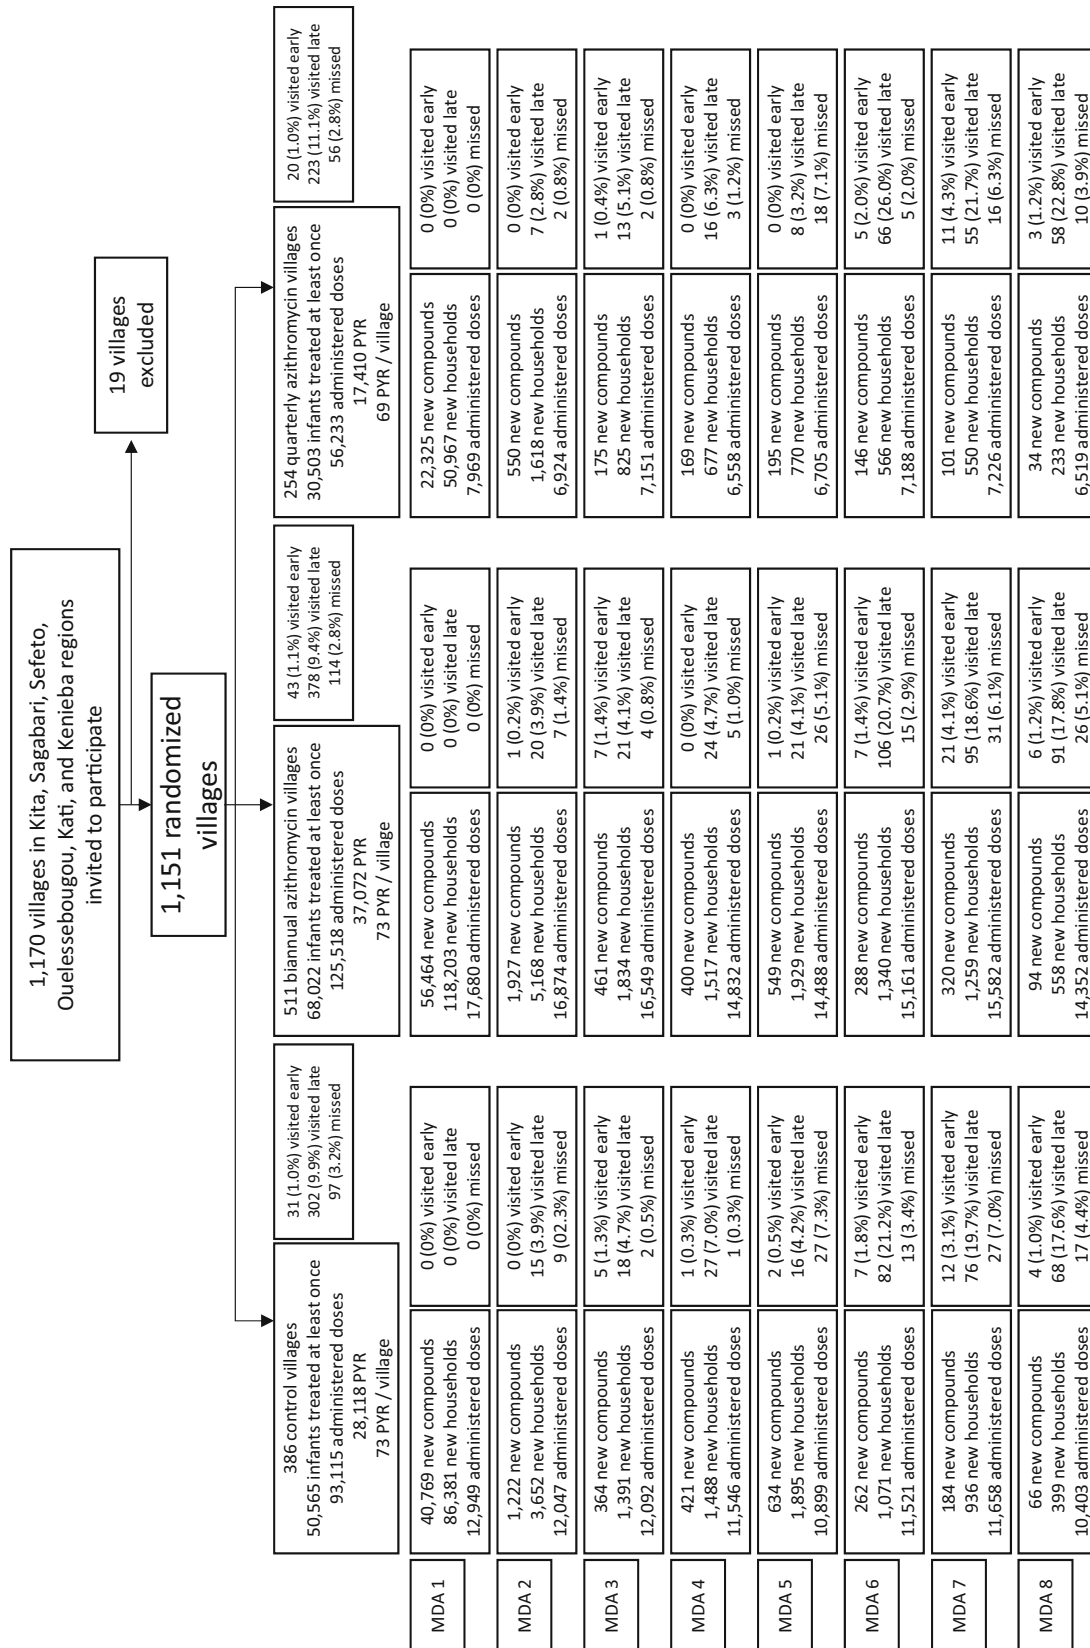 1,170 villages in Kita, Sagabari, Sefeto,
Ouelessebougou, Kati, and Kenieba regions
invited to participate
19 villages
excluded
1,151 randomized
villages
386 control villages
50,565 infants treated at least once
93,115 administered doses
28,118 PYR
73 PYR / village
31 (1.0%) visited early
302 (9.9%) visited late
97 (3.2%) missed
511 biannual azithromycin villages
68,022 infants treated at least once
125,518 administered doses
37,072 PYR
73 PYR / village
43 (1.1%) visited early
378 (9.4%) visited late
114 (2.8%) missed
254 quarterly azithromycin villages
30,503 infants treated at least once
56,233 administered doses
17,410 PYR
69 PYR / village
20 (1.0%) visited early
223 (11.1%) visited late
56 (2.8%) missed
MDA 1
40,769 new compounds
86,381 new households
12,949 administered doses
0 (0%) visited early
0 (0%) visited late
0 (0%) missed
56,464 new compounds
118,203 new households
17,680 administered doses
0 (0%) visited early
0 (0%) visited late
0 (0%) missed
22,325 new compounds
50,967 new households
7,969 administered doses
0 (0%) visited early
0 (0%) visited late
0 (0%) missed
MDA 2
1,222 new compounds
3,652 new households
12,047 administered doses
0 (0%) visited early
15 (3.9%) visited late
9 (02.3%) missed
1,927 new compounds
5,168 new households
16,874 administered doses
1 (0.2%) visited early
20 (3.9%) visited late
7 (1.4%) missed
550 new compounds
1,618 new households
6,924 administered doses
0 (0%) visited early
7 (2.8%) visited late
2 (0.8%) missed
MDA 3
364 new compounds
1,391 new households
12,092 administered doses
5 (1.3%) visited early
18 (4.7%) visited late
2 (0.5%) missed
461 new compounds
1,834 new households
16,549 administered doses
7 (1.4%) visited early
21 (4.1%) visited late
4 (0.8%) missed
175 new compounds
825 new households
7,151 administered doses
1 (0.4%) visited early
13 (5.1%) visited late
2 (0.8%) missed
MDA 4
421 new compounds
1,488 new households
11,546 administered doses
1 (0.3%) visited early
27 (7.0%) visited late
1 (0.3%) missed
400 new compounds
1,517 new households
14,832 administered doses
0 (0%) visited early
24 (4.7%) visited late
5 (1.0%) missed
169 new compounds
677 new households
6,558 administered doses
0 (0%) visited early
16 (6.3%) visited late
3 (1.2%) missed
MDA 5
634 new compounds
1,895 new households
10,899 administered doses
2 (0.5%) visited early
16 (4.2%) visited late
27 (7.3%) missed
549 new compounds
1,929 new households
14,488 administered doses
1 (0.2%) visited early
21 (4.1%) visited late
26 (5.1%) missed
195 new compounds
770 new households
6,705 administered doses
0 (0%) visited early
8 (3.2%) visited late
18 (7.1%) missed
MDA 6
262 new compounds
1,071 new households
11,521 administered doses
7 (1.8%) visited early
82 (21.2%) visited late
13 (3.4%) missed
288 new compounds
1,340 new households
15,161 administered doses
7 (1.4%) visited early
106 (20.7%) visited late
15 (2.9%) missed
146 new compounds
566 new households
7,188 administered doses
5 (2.0%) visited early
66 (26.0%) visited late
5 (2.0%) missed
MDA 7
184 new compounds
936 new households
11,658 administered doses
12 (3.1%) visited early
76 (19.7%) visited late
27 (7.0%) missed
320 new compounds
1,259 new households
15,582 administered doses
21 (4.1%) visited early
95 (18.6%) visited late
31 (6.1%) missed
101 new compounds
550 new households
7,226 administered doses
11 (4.3%) visited early
55 (21.7%) visited late
16 (6.3%) missed
MDA 8
66 new compounds
399 new households
10,403 administered doses
4 (1.0%) visited early
68 (17.6%) visited late
17 (4.4%) missed
94 new compounds
558 new households
14,352 administered doses
6 (1.2%) visited early
91 (17.8%) visited late
26 (5.1%) missed
34 new compounds
233 new households
6,519 administered doses
3 (1.2%) visited early
58 (22.8%) visited late
10 (3.9%) missed